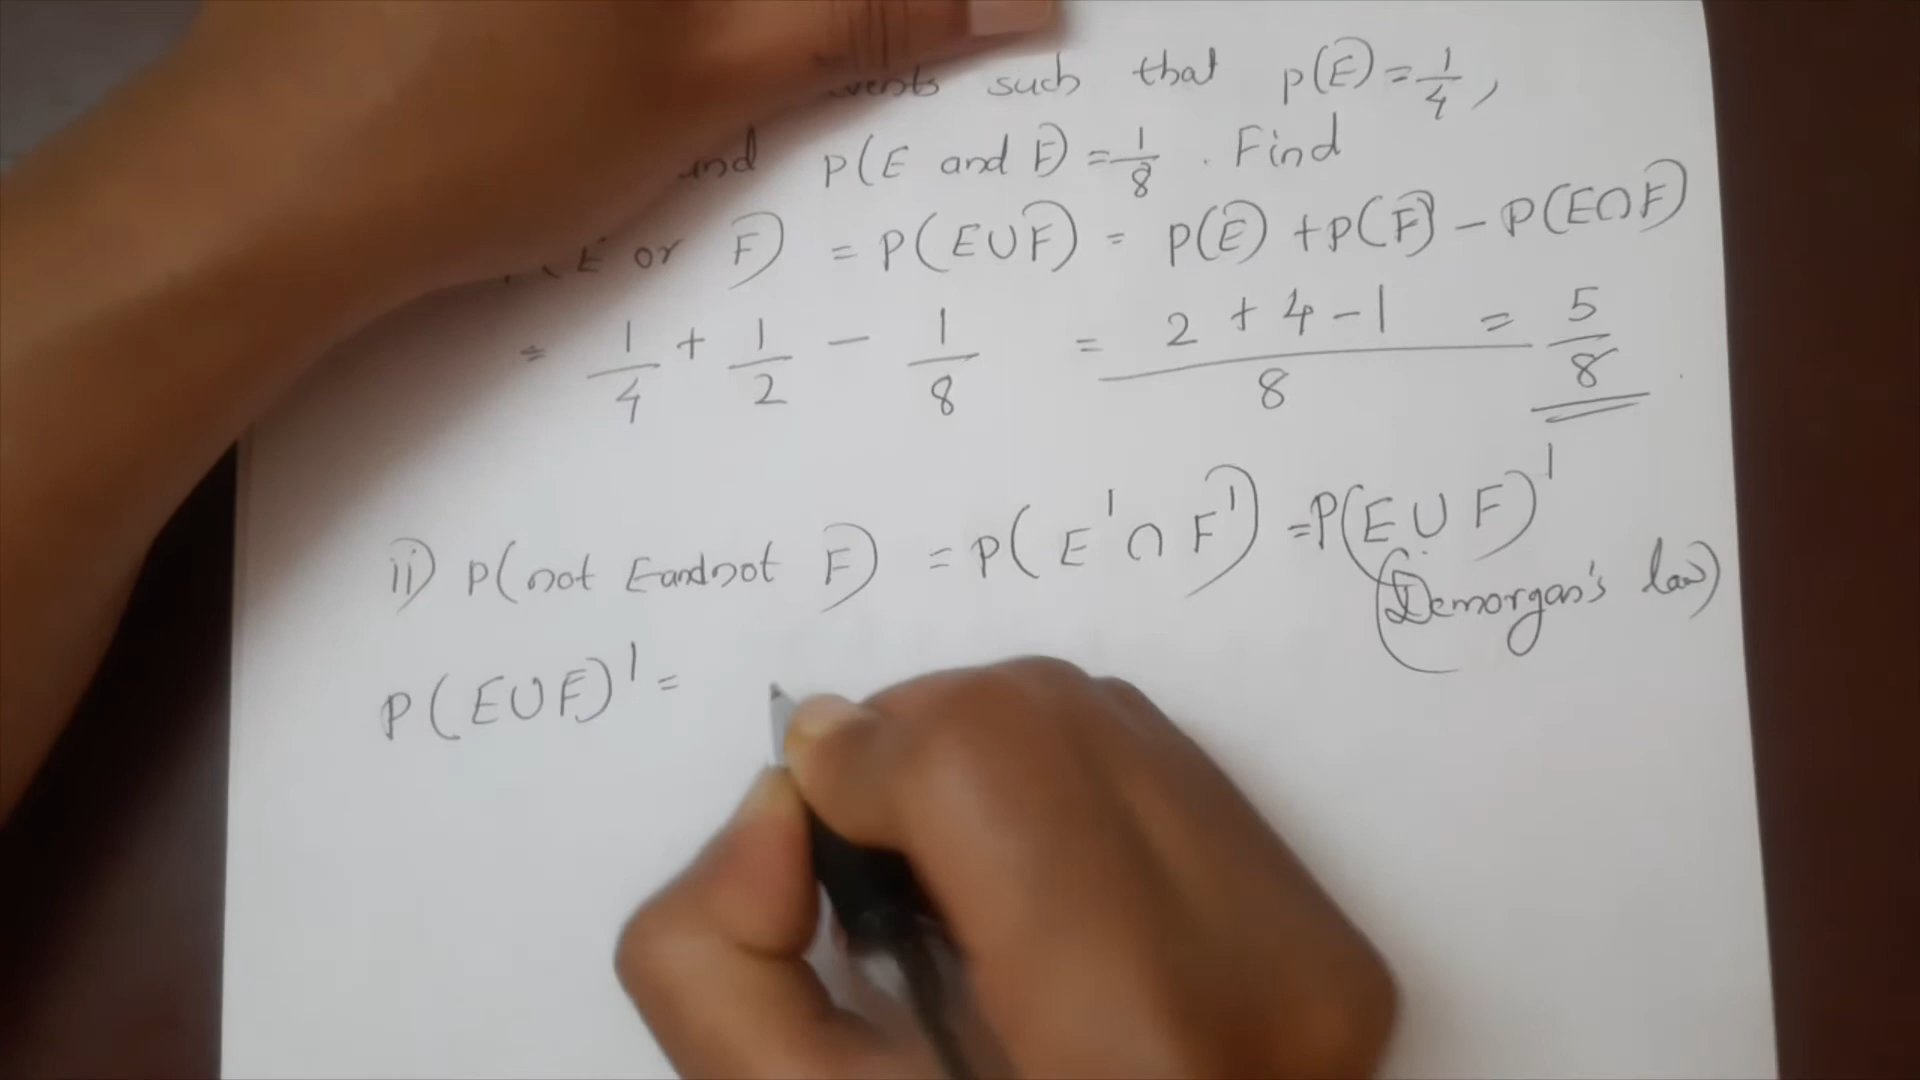 such that P(E) = 1/4,
and P(E and F) = 1/8 . Find
E or F) = P(E∪F) = P(E) + P(F) - P(E∩F)
= 1/4 + 1/2 - 1/8 = (2 + 4 - 1)/8 = 5/8
ii) P(not E and not F) = P(E'∩F') = P(E∪F)'
(Demorgan's law)
P(E∪F)' =